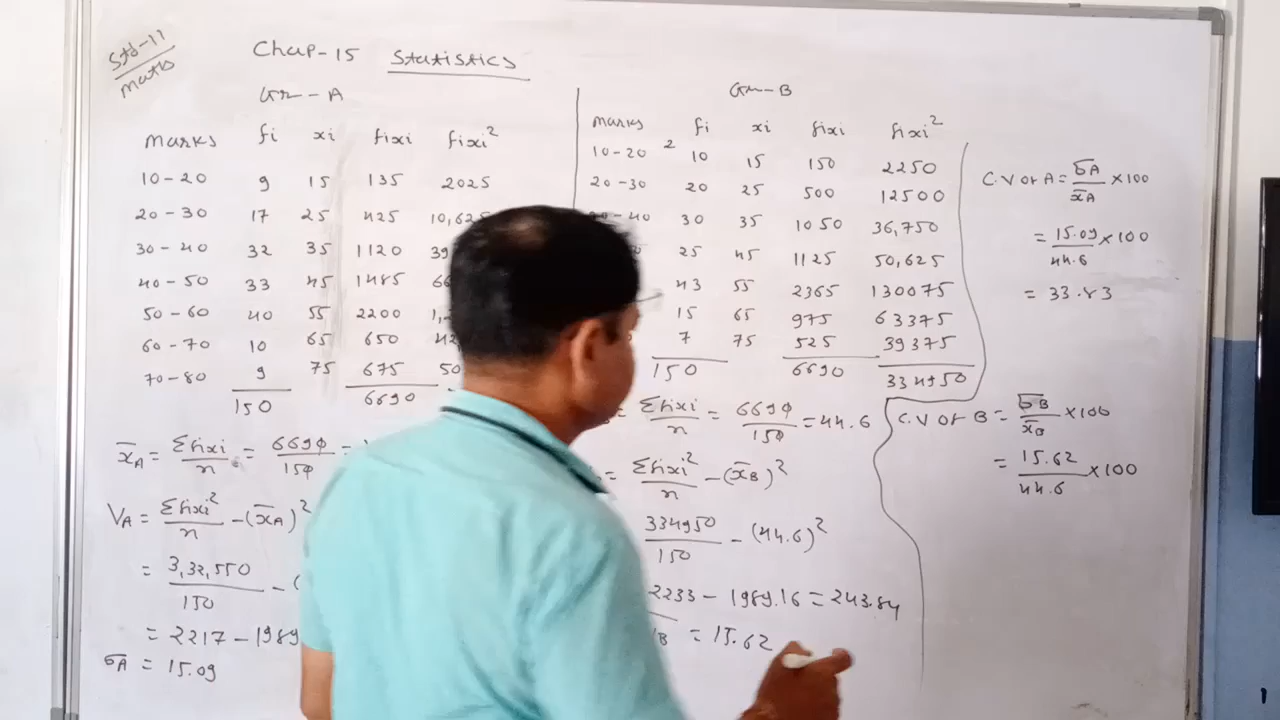 Std-11
maths
Chap-15 Statistics
Gr-A
marks fi xi fixi fixi²
10-20 9 15 135 2025
20-30 17 25 425 10,625
30-40 32 35 1120 39
40-50 33 45 1485 66
50-60 40 55 2200 1,
60-70 10 65 650 42
70-80 9 75 675 50
150 6690
x̄A = Σfixi/n = 6690/150 =
VA = Σfixi²/n - (x̄A)²
= 3,32,550/150 - (
= 2217 - 1989
σA = 15.09
Gr-B
marks fi xi fixi fixi²
10-20 2 10 15 150 2250
20-30 20 25 500 12500
-40 30 35 1050 36,750
25 45 1125 50,625
43 55 2365 130075
15 65 975 63375
7 75 525 39375
150 6690 334950
= Σfixi/n = 6690/150 = 44.6
= Σfixi²/n - (x̄B)²
334950/150 - (44.6)²
2233 - 1989.16 = 243.84
B = 15.62
C.V of A = σA/x̄A × 100
= 15.09/44.6 × 100
= 33.83
C.V of B = σB/x̄B × 100
= 15.62/44.6 × 100